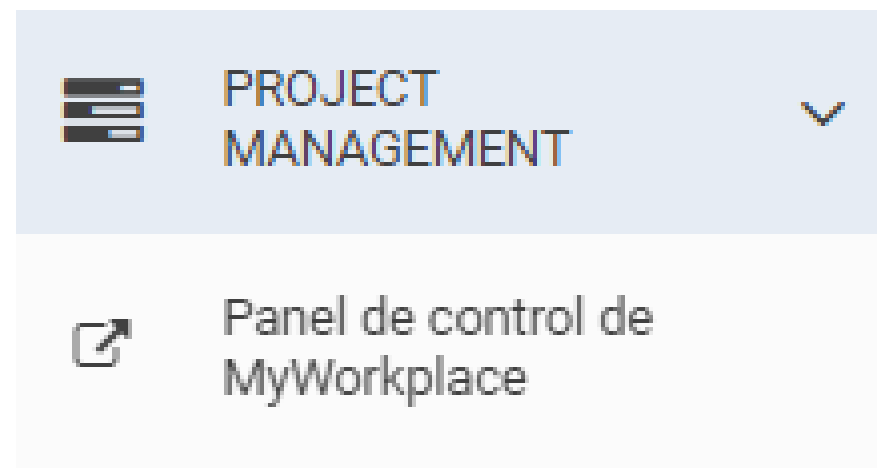 PROJECT
MANAGEMENT
Panel de control de
MyWorkplace